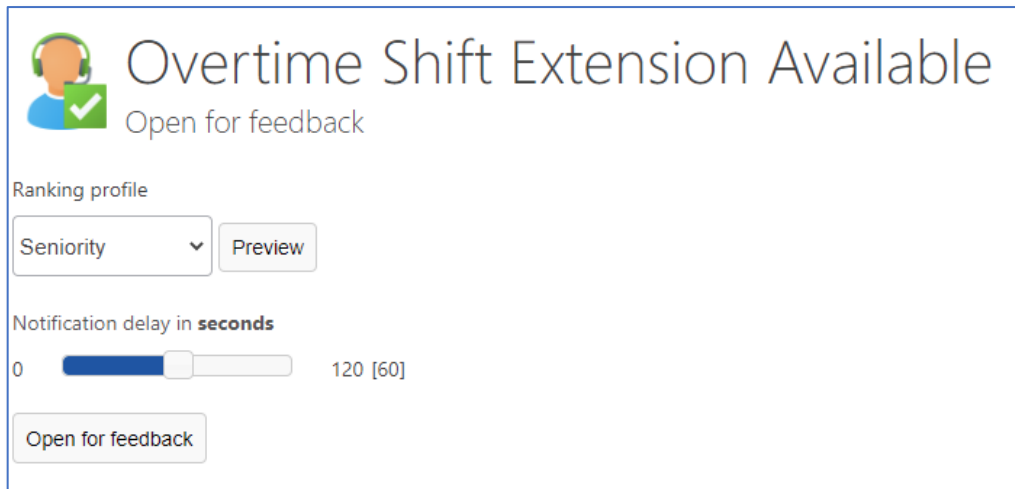 Overtime Shift Extension Available
Open for feedback
Ranking profile
Seniority Preview
Notification delay in seconds
0 120 [60]
Open for feedback